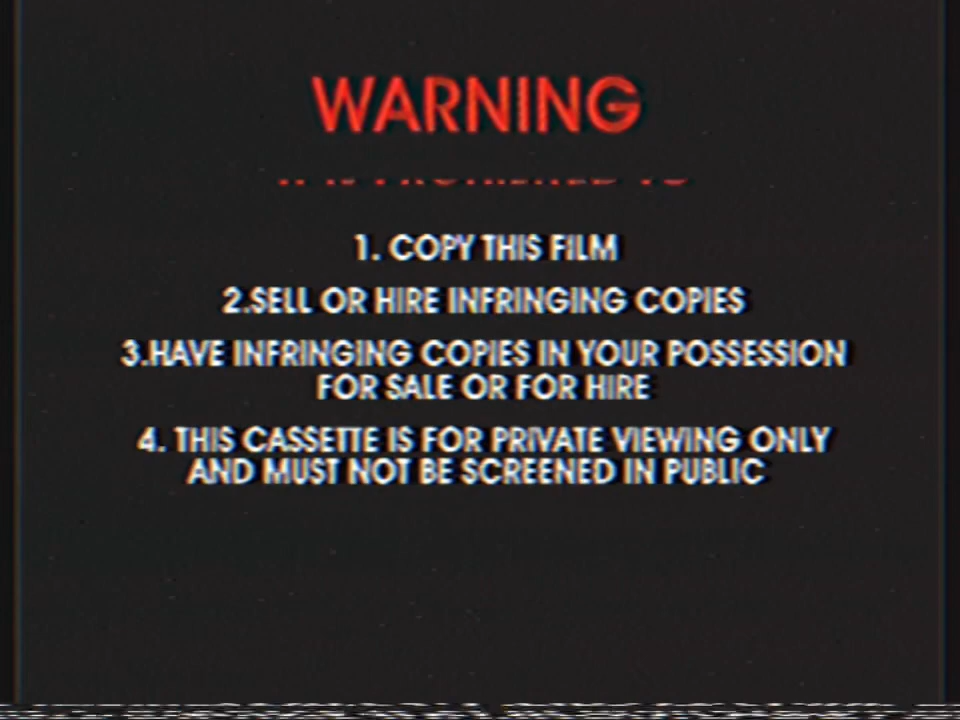 WARNING
1. COPY THIS FILM
2.SELL OR HIRE INFRINGING COPIES
3.HAVE INFRINGING COPIES IN YOUR POSSESSION
FOR SALE OR FOR HIRE
4. THIS CASSETTE IS FOR PRIVATE VIEWING ONLY
AND MUST NOT BE SCREENED IN PUBLIC